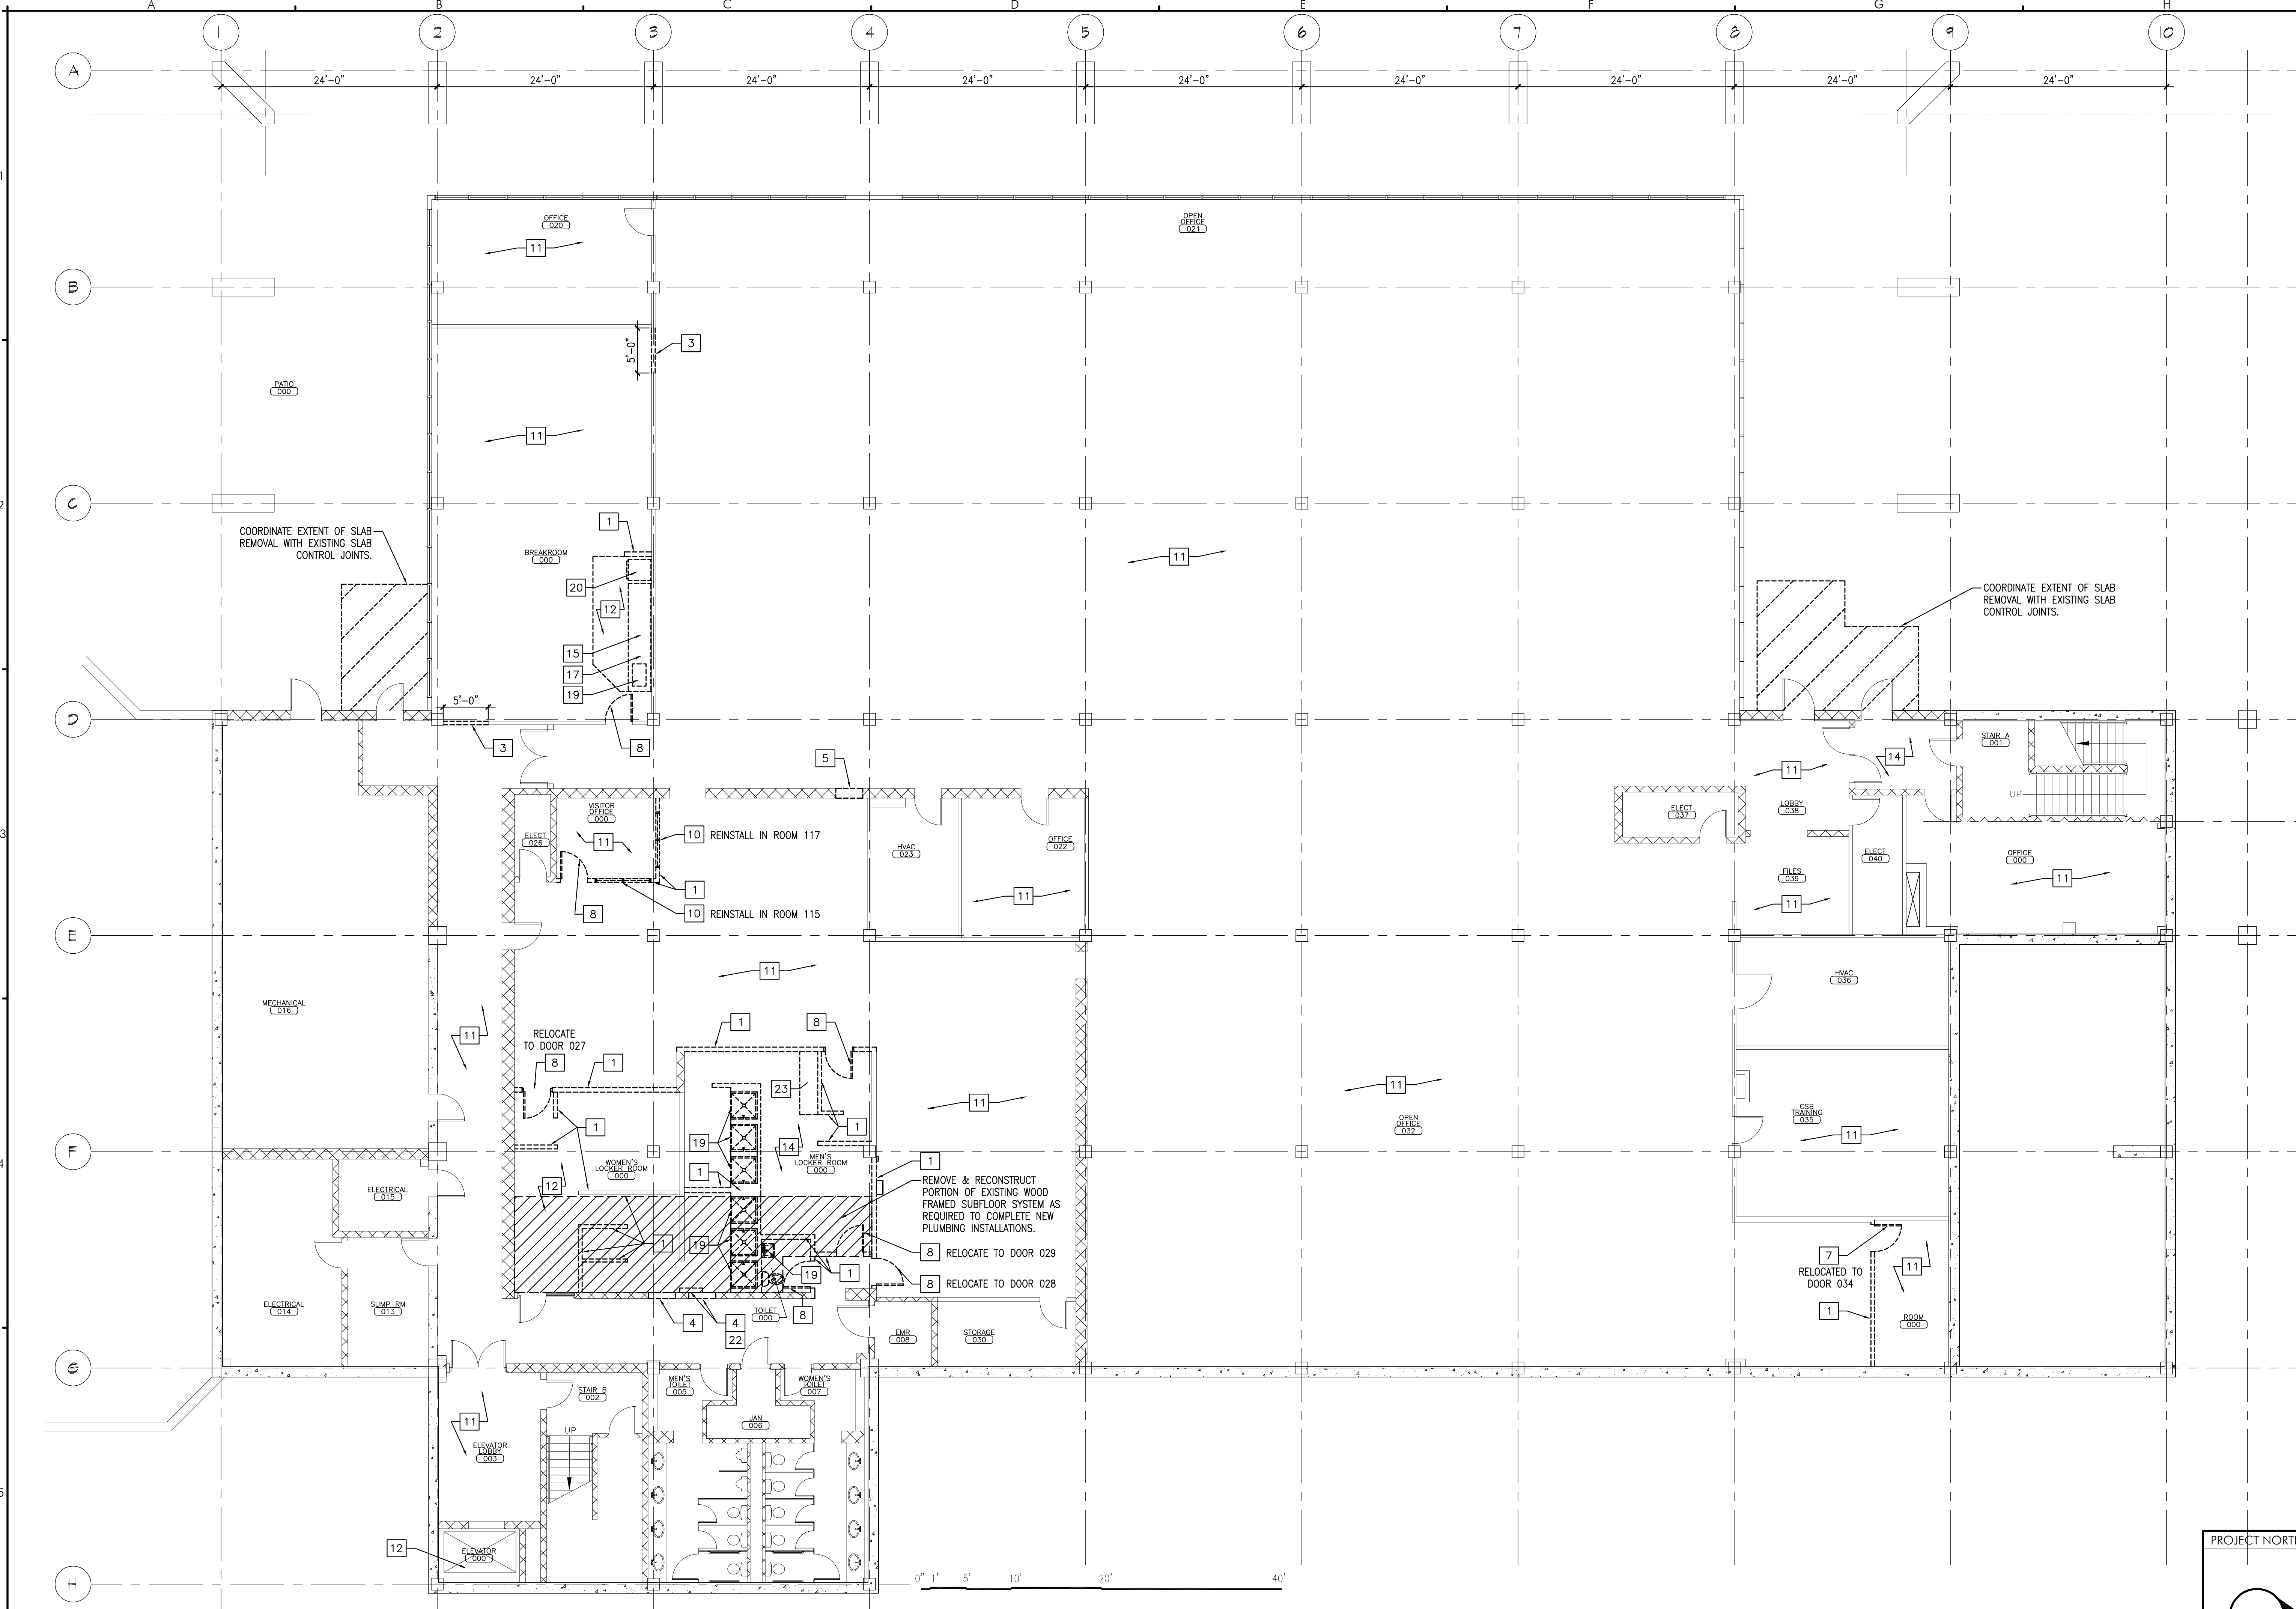 A B C D E F G H
1 2 3 4 5 6 7 8 9 10
A
24'-0" 24'-0" 24'-0" 24'-0" 24'-0" 24'-0" 24'-0" 24'-0" 24'-0"
1
OFFICE
020
11
OPEN
OFFICE
021
B
3
5'-0"
PATIO
000
11
C
2
COORDINATE EXTENT OF SLAB
REMOVAL WITH EXISTING SLAB
CONTROL JOINTS.
1
BREAKROOM
000
20
12
15
17
19
11
COORDINATE EXTENT OF SLAB
REMOVAL WITH EXISTING SLAB
CONTROL JOINTS.
5'-0"
D
3
8
5
STAIR A
001
14
11
UP
3
VISITOR
OFFICE
000
ELECT
026
11
10 REINSTALL IN ROOM 117
1
8
10 REINSTALL IN ROOM 115
HVAC
023
OFFICE
022
11
ELECT
037
LOBBY
038
FILES
039
11
ELECT
040
OFFICE
000
11
E
11
MECHANICAL
016
HVAC
036
11
RELOCATE
TO DOOR 027
8
1
1
8
23
11
11
OPEN
OFFICE
032
CSB
TRAINING
035
11
1
1
19
14
F
4
WOMEN'S
LOCKER ROOM
000
MEN'S
LOCKER ROOM
000
1
1
REMOVE & RECONSTRUCT
PORTION OF EXISTING WOOD
FRAMED SUBFLOOR SYSTEM AS
REQUIRED TO COMPLETE NEW
PLUMBING INSTALLATIONS.
ELECTRICAL
015
12
1
19
8 RELOCATE TO DOOR 029
19
1
8 RELOCATE TO DOOR 028
7
RELOCATED TO
DOOR 034
11
1
ROOM
000
ELECTRICAL
014
SUMP RM
013
4
4
22
TOILET
000
8
EMR
008
STORAGE
030
G
STAIR B
002
MEN'S
TOILET
005
WOMEN'S
TOILET
007
11
JAN
006
UP
ELEVATOR
LOBBY
003
5
12
ELEVATOR
000
PROJECT NORTH
H
0" 1' 5' 10' 20' 40'